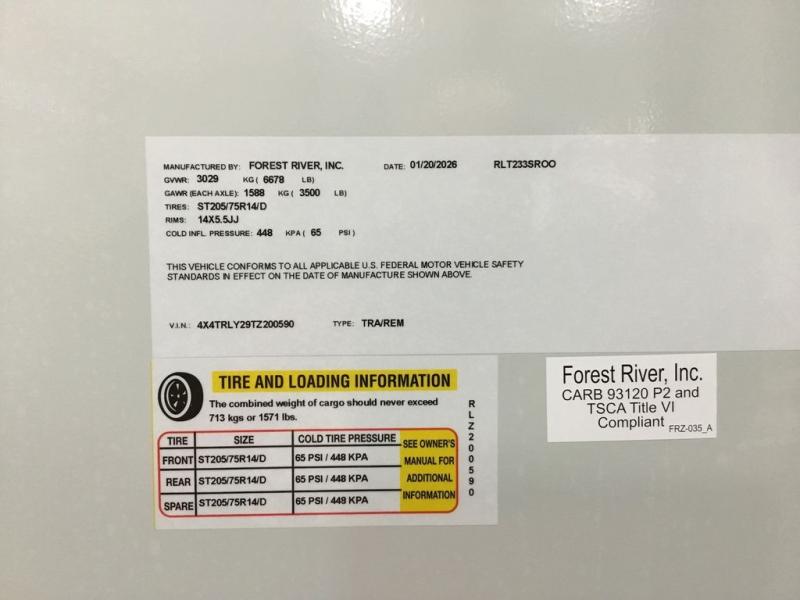 MANUFACTURED BY: FOREST RIVER, INC. DATE: 01/20/2026 RLT233SROO
GVWR: 3029 KG ( 6678 LB)
GAWR (EACH AXLE): 1588 KG ( 3500 LB)
TIRES: ST205/75R14/D
RIMS: 14X5.5JJ
COLD INFL. PRESSURE: 448 KPA ( 65 PSI )
THIS VEHICLE CONFORMS TO ALL APPLICABLE U.S. FEDERAL MOTOR VEHICLE SAFETY
STANDARDS IN EFFECT ON THE DATE OF MANUFACTURE SHOWN ABOVE.
V.I.N.: 4X4TRLY29TZ200590 TYPE: TRA/REM
TIRE AND LOADING INFORMATION
The combined weight of cargo should never exceed
713 kgs or 1571 lbs.
TIRE SIZE COLD TIRE PRESSURE
FRONT ST205/75R14/D 65 PSI / 448 KPA
REAR ST205/75R14/D 65 PSI / 448 KPA
SPARE ST205/75R14/D 65 PSI / 448 KPA
SEE OWNER'S
MANUAL FOR
ADDITIONAL
INFORMATION
RLZ200590
Forest River, Inc.
CARB 93120 P2 and
TSCA Title VI
Compliant FRZ-035_A